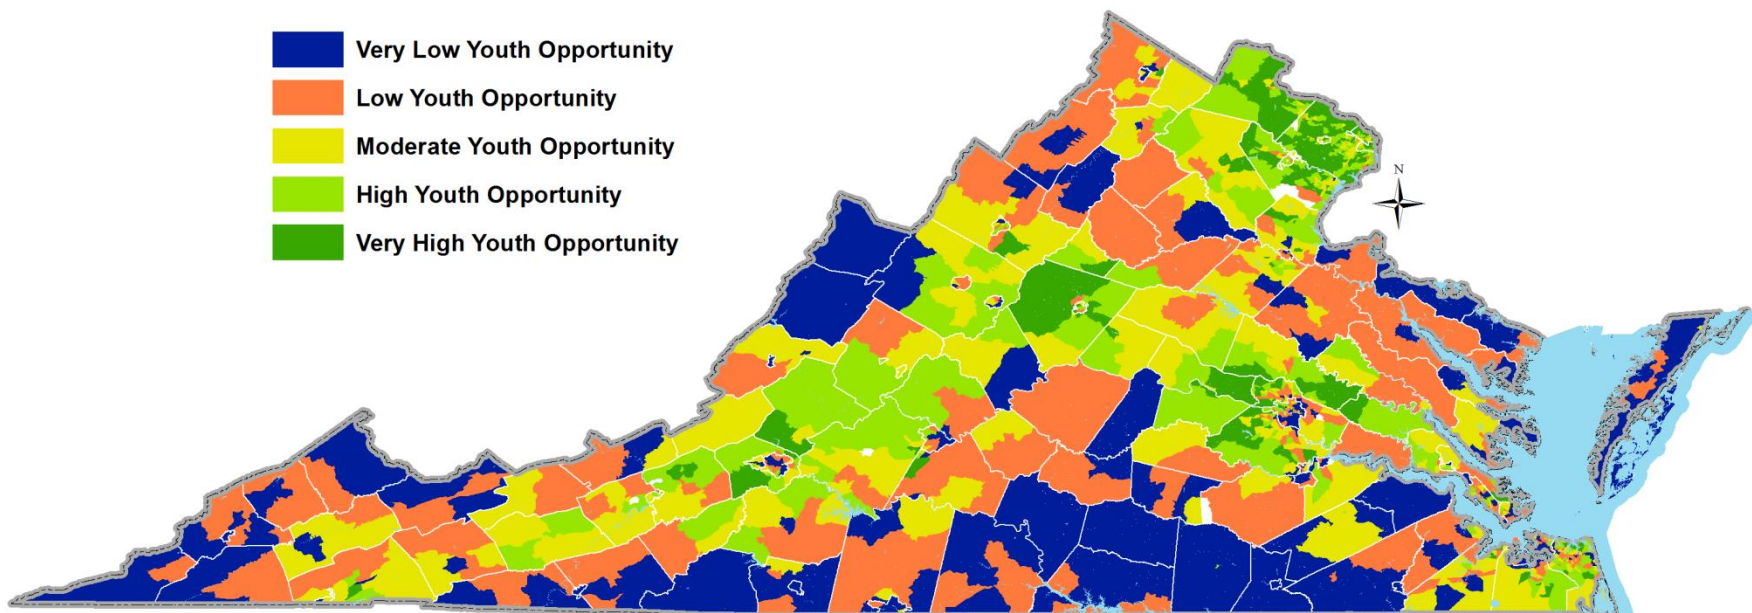 Very Low Youth Opportunity
Low Youth Opportunity
Moderate Youth Opportunity
High Youth Opportunity
Very High Youth Opportunity
N